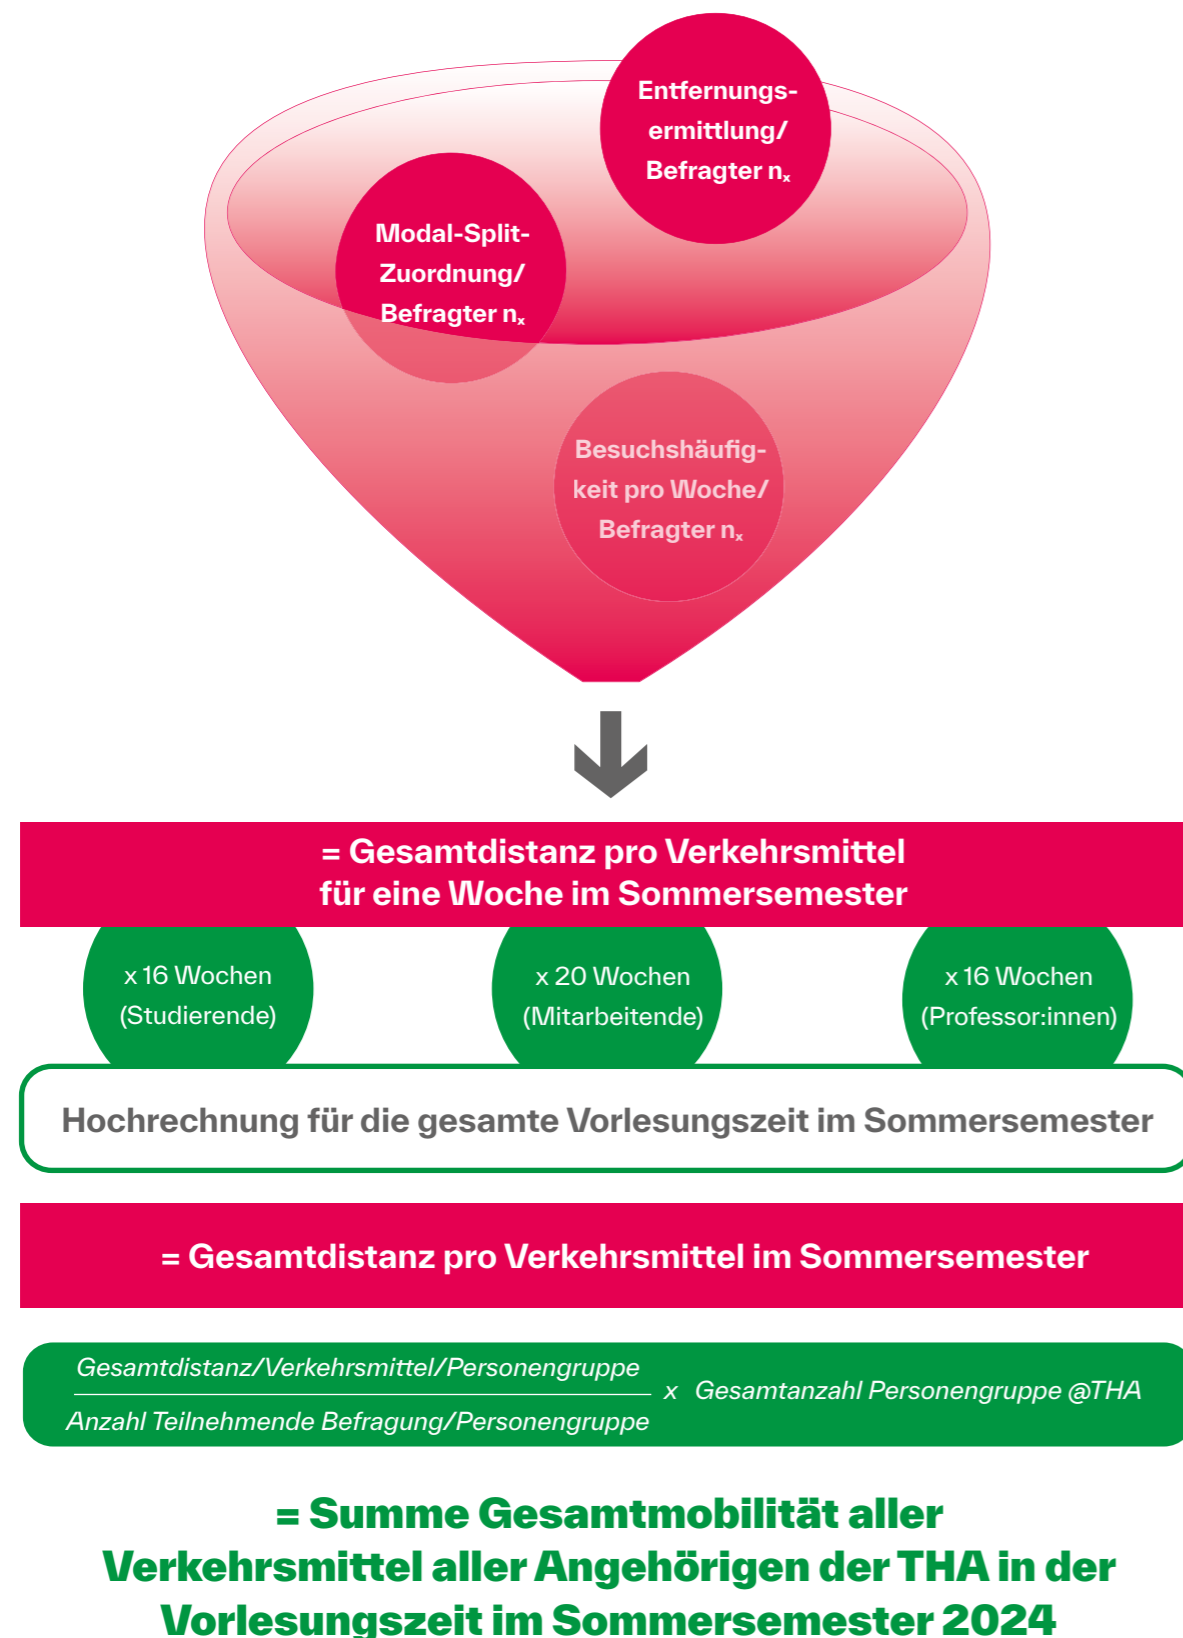 Entfernungs-
ermittlung/
Befragter nₓ
Modal-Split-
Zuordnung/
Befragter nₓ
Besuchshäufig-
keit pro Woche/
Befragter nₓ
= Gesamtdistanz pro Verkehrsmittel
für eine Woche im Sommersemester
x 16 Wochen
(Studierende)
x 20 Wochen
(Mitarbeitende)
x 16 Wochen
(Professor:innen)
Hochrechnung für die gesamte Vorlesungszeit im Sommersemester
= Gesamtdistanz pro Verkehrsmittel im Sommersemester
Gesamtdistanz/Verkehrsmittel/Personengruppe
Anzahl Teilnehmende Befragung/Personengruppe
x Gesamtanzahl Personengruppe @THA
= Summe Gesamtmobilität aller
Verkehrsmittel aller Angehörigen der THA in der
Vorlesungszeit im Sommersemester 2024